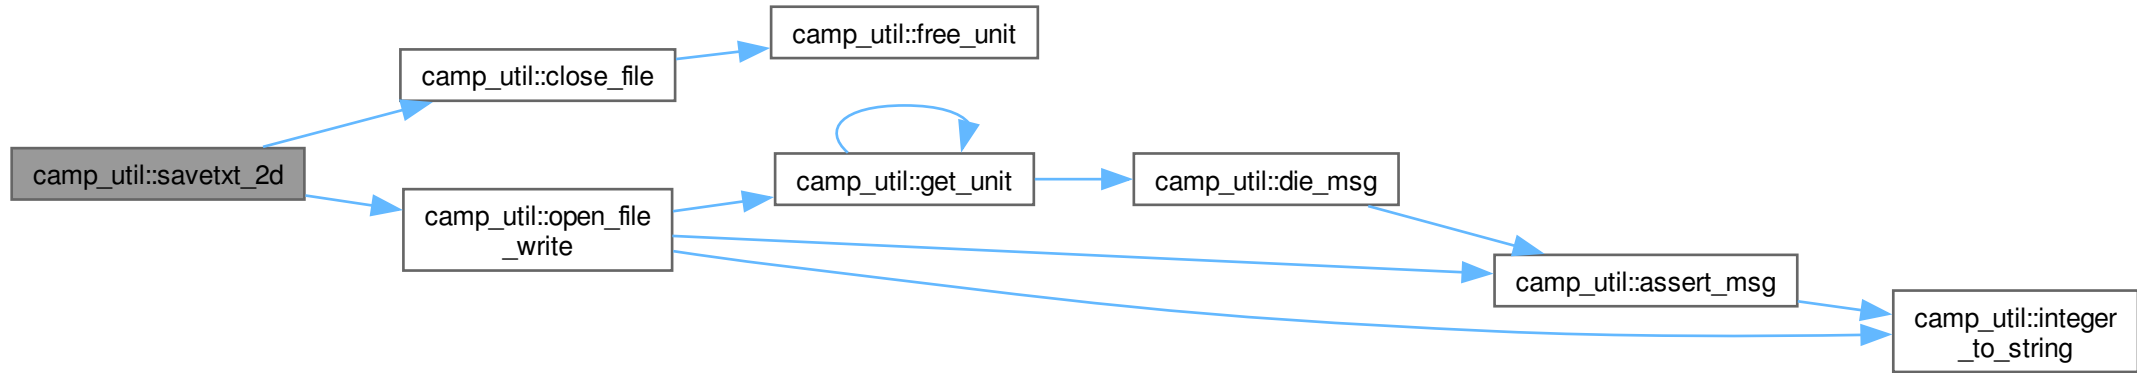 camp_util::free_unit
camp_util::close_file
camp_util::savetxt_2d
camp_util::get_unit
camp_util::die_msg
camp_util::open_file
_write
camp_util::assert_msg
camp_util::integer
_to_string